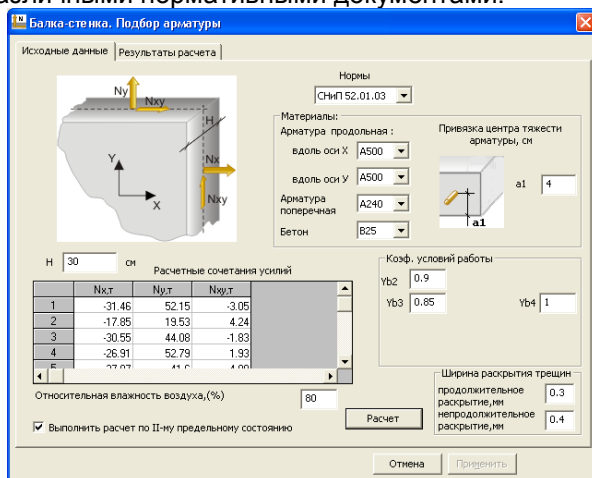 азличными нормативными документами.
Балка-стенка. Подбор арматуры
Исходные данные
Результаты расчета
Ny
Nxy
H
Nx
Nxy
Y
X
Нормы
СНиП 52.01.03
Материалы:
Арматура продольная :
вдоль оси X A500
вдоль оси У A500
Арматура поперечная A240
Бетон B25
Привязка центра тяжести
арматуры, см
a1 4
a1
H 30 см
Расчетные сочетания усилий
Nx,т Ny,т Nxy,т
1 -31.46 52.15 -3.05
2 -17.85 19.53 4.24
3 -30.55 44.08 -1.83
4 -26.91 52.79 1.93
Относительная влажность воздуха,(%) 80
Выполнить расчет по II-му предельному состоянию
Расчет
Коэф. условий работы
Yb2 0.9
Yb3 0.85 Yb4 1
Ширина раскрытия трещин
продолжительное
раскрытие,мм 0.3
непродолжительное
раскрытие,мм 0.4
Отмена
Применить